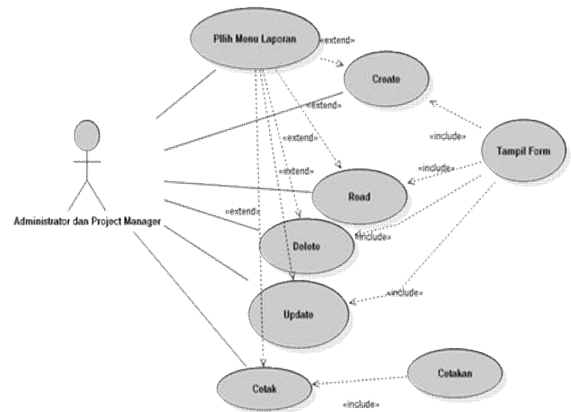 PIlih Menu Laporan
«extend»
Create
«extend»
«include»
«extend»
Tampil Form
«include»
«extend»
Read
Administrator dan Project Manager
«extend»
Delete
«include»
«include»
Update
Cetakan
Cetak
«include»